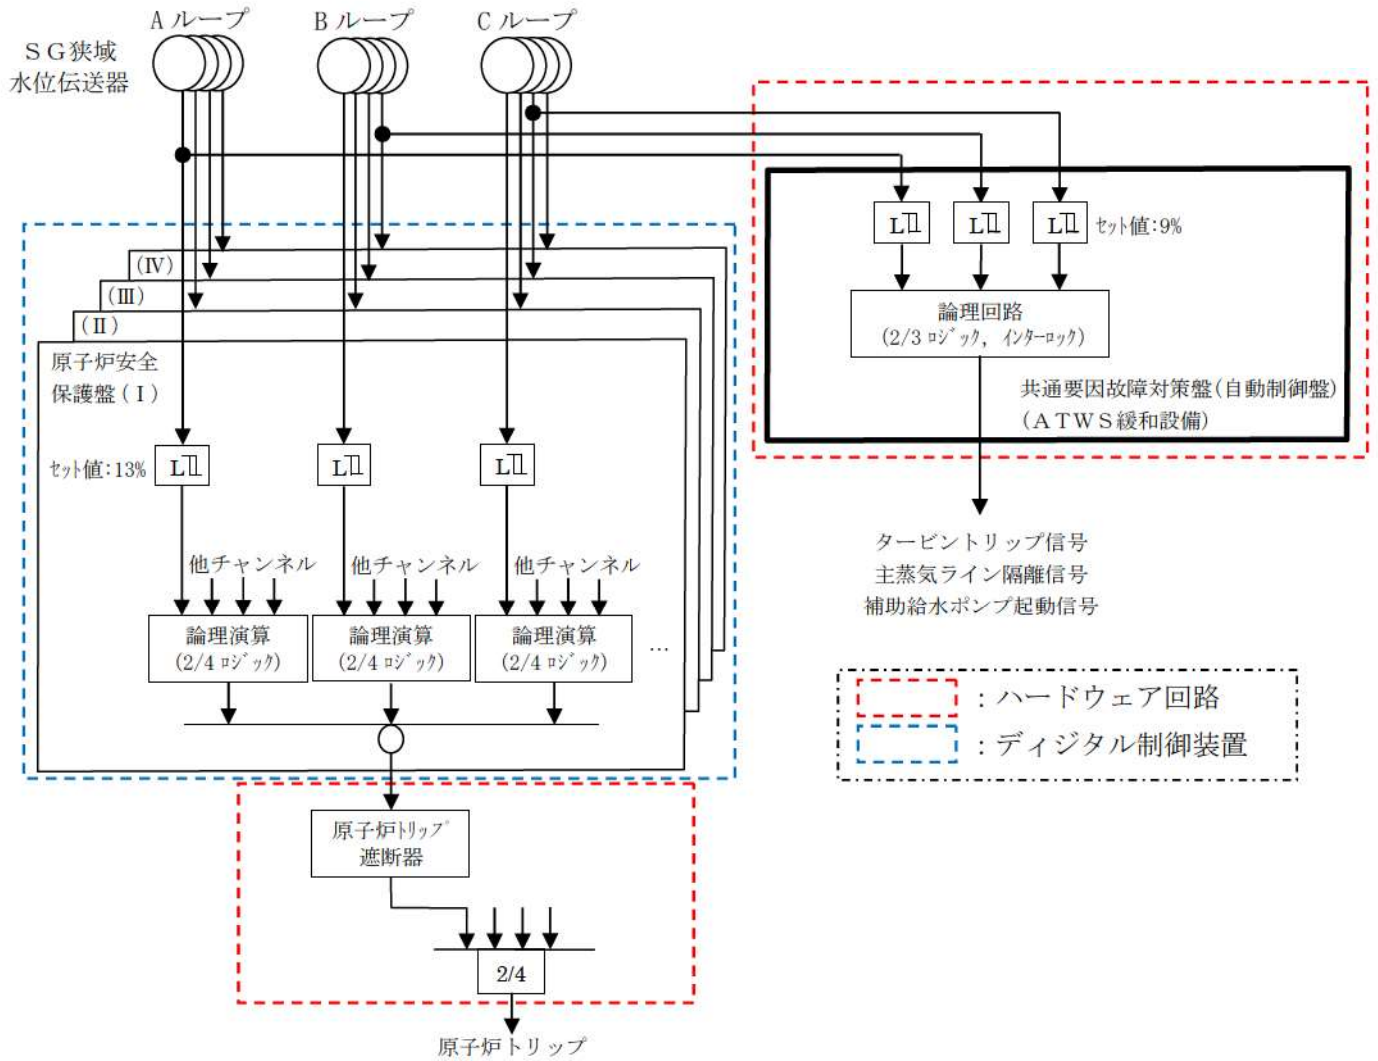 A ループ
B ループ
C ループ
ＳＧ狭域
水位伝送器
(Ⅳ)
(Ⅲ)
(Ⅱ)
原子炉安全
保護盤(Ⅰ)
セット値:13%
L
L
L
他チャンネル
他チャンネル
他チャンネル
論理演算
(2/4 ロジック)
論理演算
(2/4 ロジック)
論理演算
(2/4 ロジック)
…
原子炉トリップ
遮断器
2/4
原子炉トリップ
L
L
L
セット値:9%
論理回路
(2/3 ロジック, インターロック)
共通要因故障対策盤(自動制御盤)
(ＡＴＷＳ緩和設備)
タービントリップ信号
主蒸気ライン隔離信号
補助給水ポンプ起動信号
：ハードウェア回路
：ディジタル制御装置